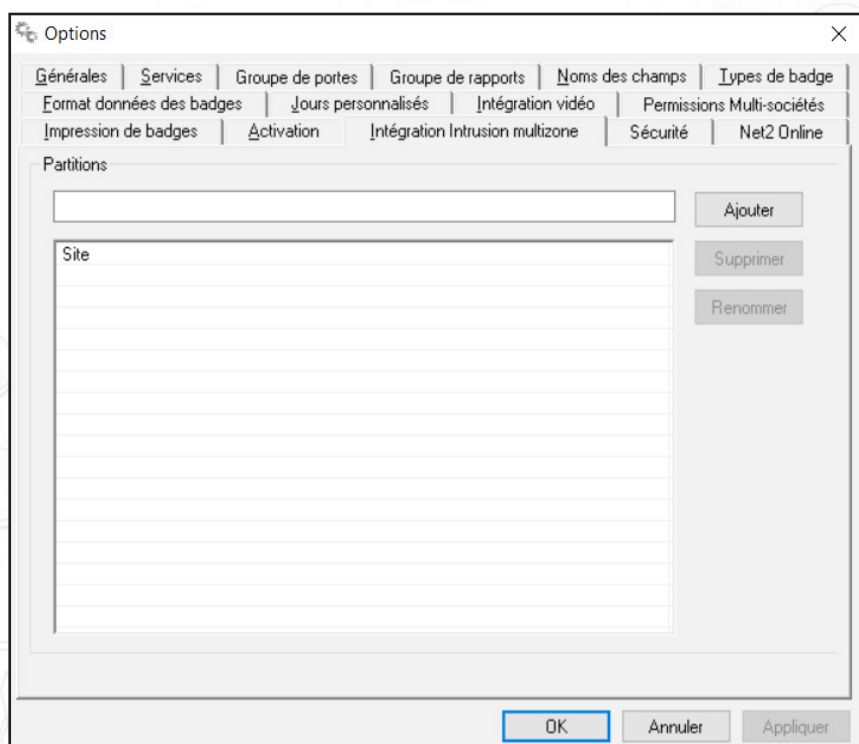 Options
Générales Services Groupe de portes Groupe de rapports Noms des champs Types de badge
Format données des badges Jours personnalisés Intégration vidéo Permissions Multi-sociétés
Impression de badges Activation Intégration Intrusion multizone Sécurité Net2 Online
Partitions
Ajouter
Site
Supprimer
Renommer
OK Annuler Appliquer